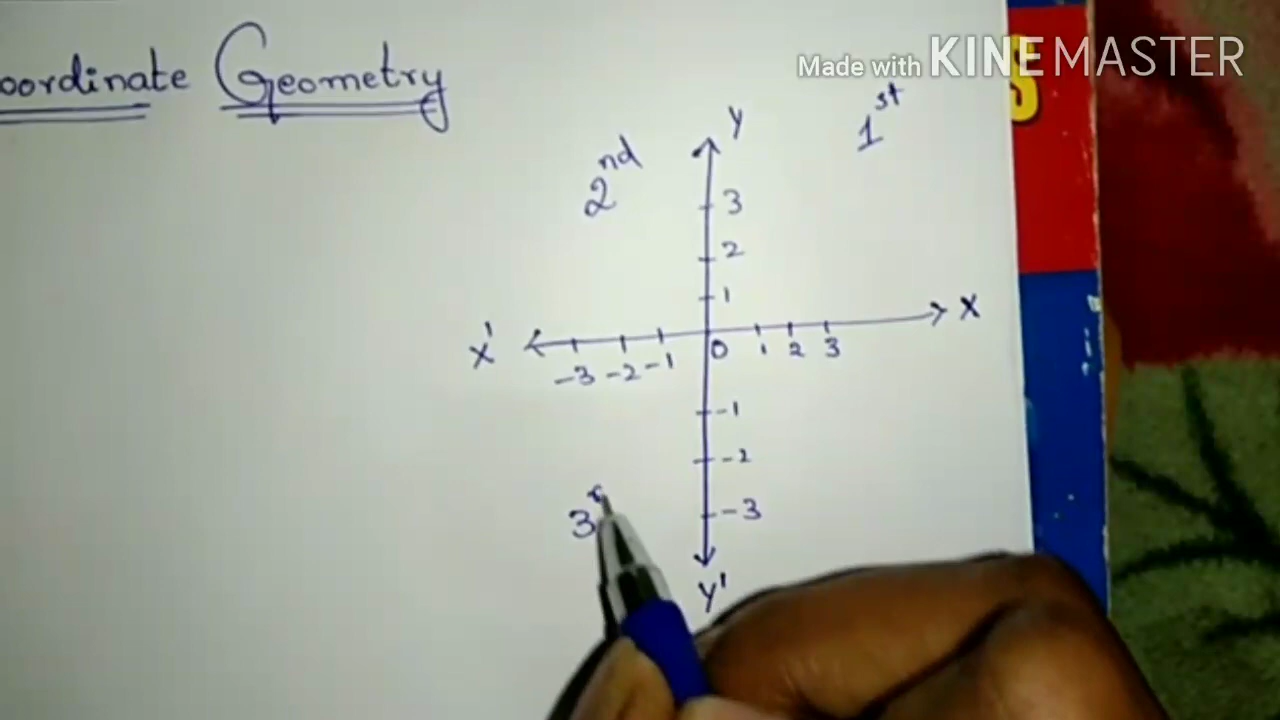 oordinate Geometry
Made with KINEMASTER
S
1st
Y
2nd
3
2
1
X' X
-3 -2 -1 0 1 2 3
-1
-2
-3
3r
Y'